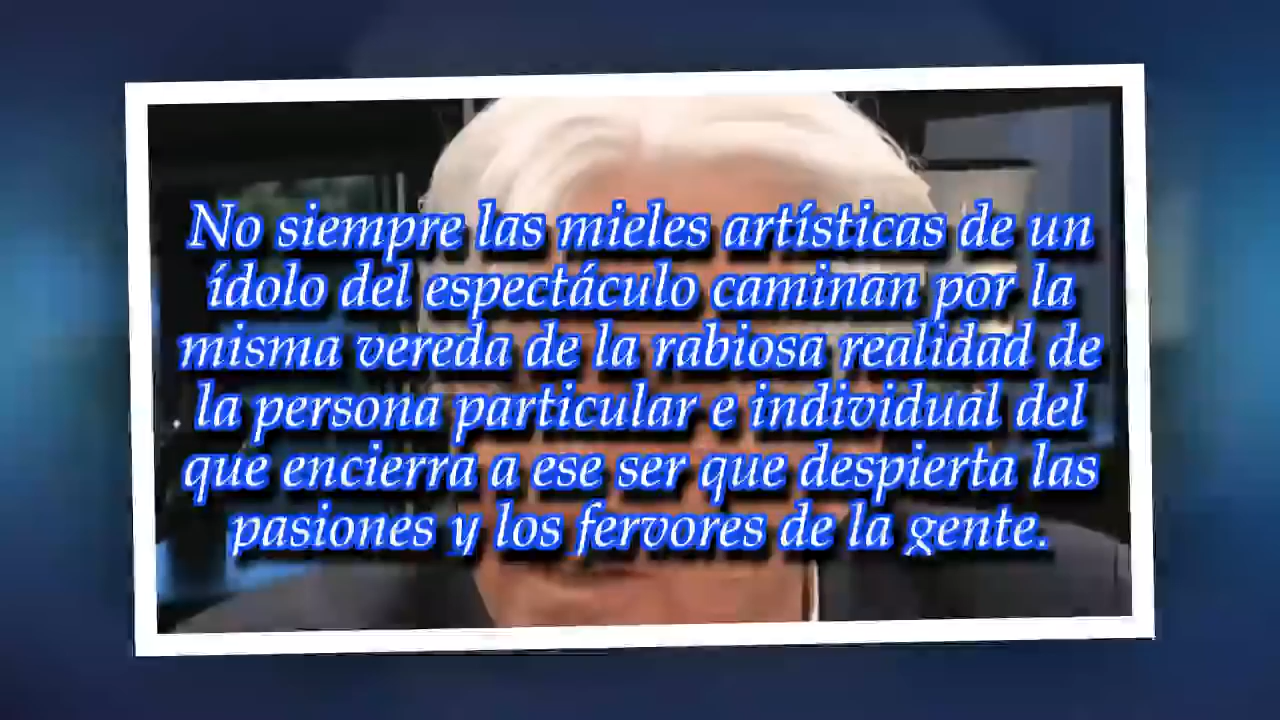 No siempre las mieles artísticas de un
ídolo del espectáculo caminan por la
misma vereda de la rabiosa realidad de
la persona particular e individual del
que encierra a ese ser que despierta las
pasiones y los fervores de la gente.